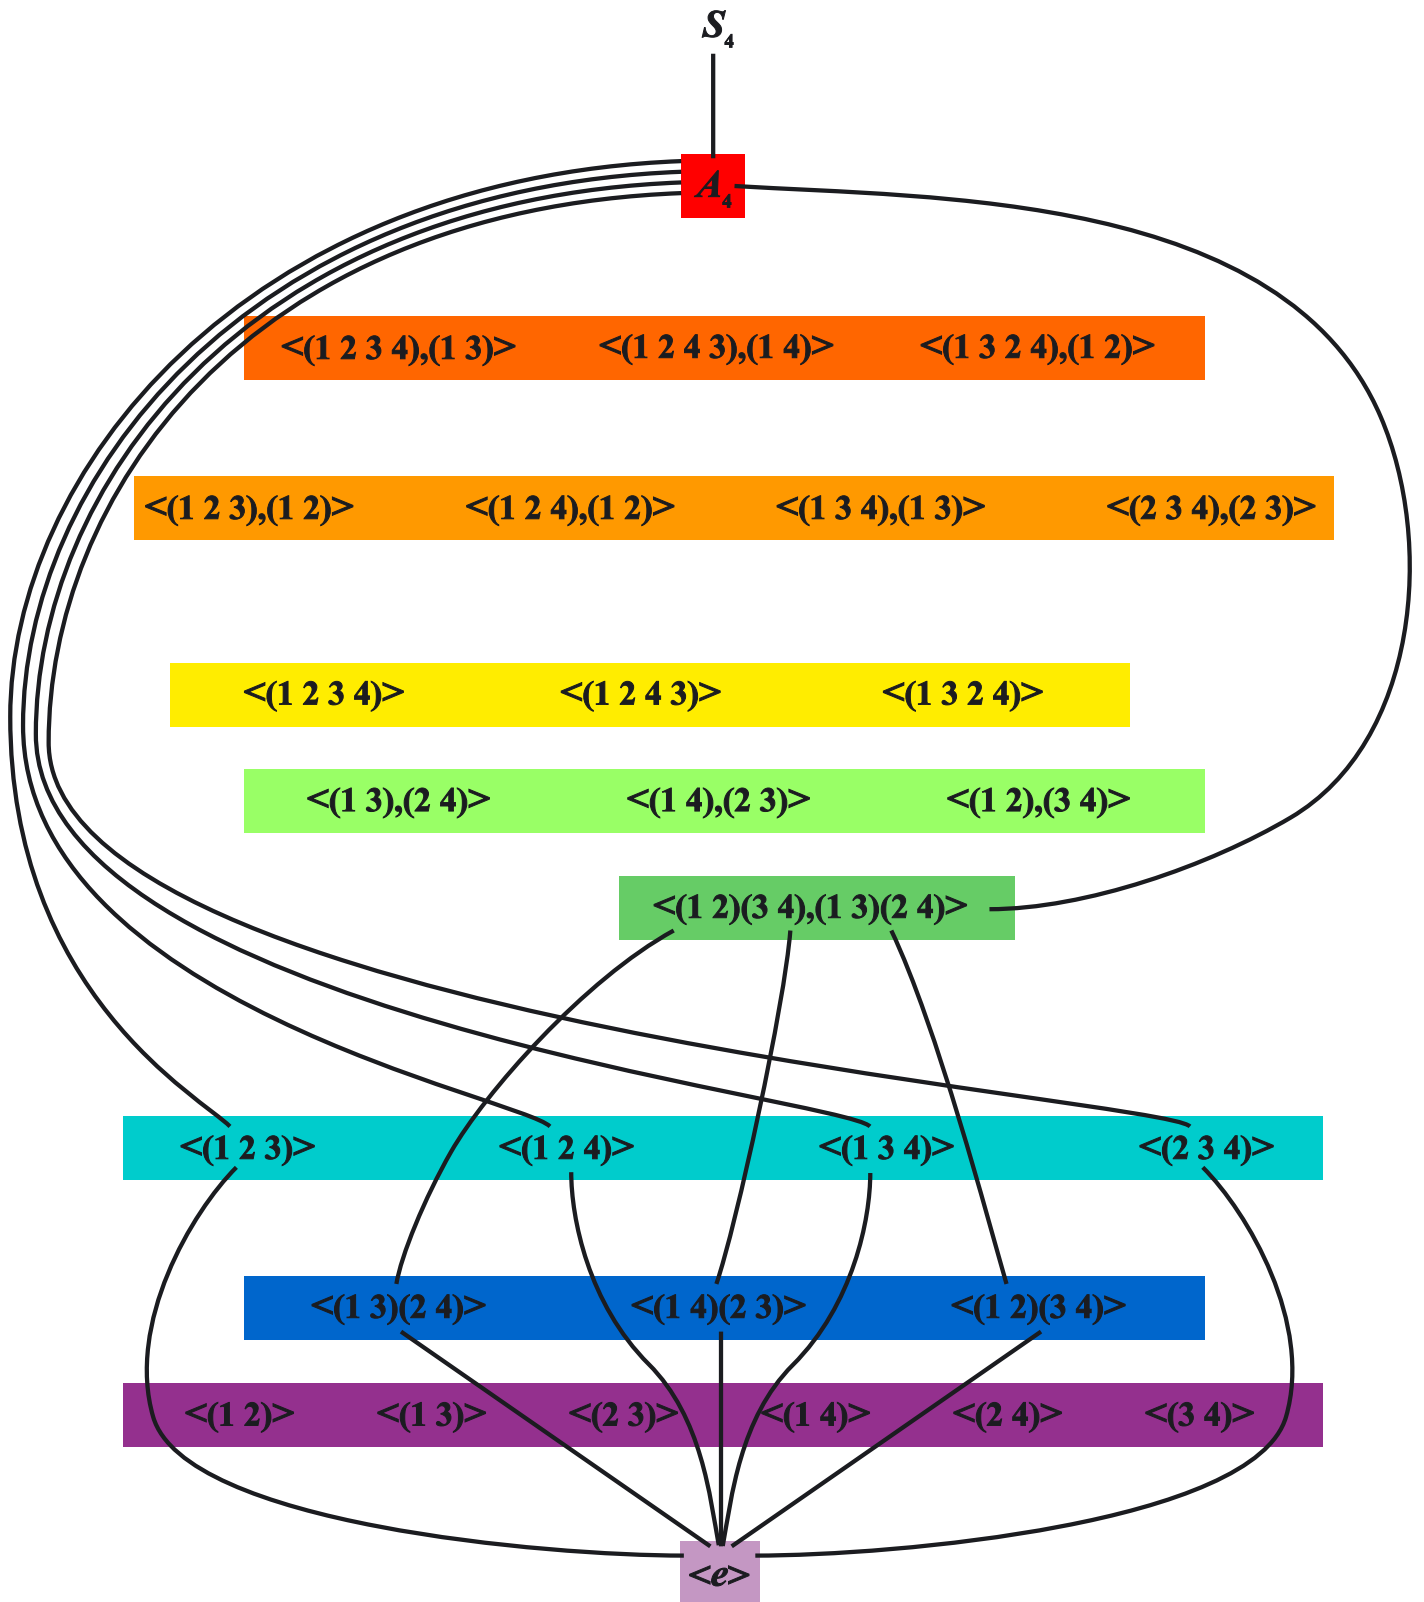 S₄
A₄
<(1 2 3 4),(1 3)> <(1 2 4 3),(1 4)> <(1 3 2 4),(1 2)>
<(1 2 3),(1 2)> <(1 2 4),(1 2)> <(1 3 4),(1 3)> <(2 3 4),(2 3)>
<(1 2 3 4)> <(1 2 4 3)> <(1 3 2 4)>
<(1 3),(2 4)> <(1 4),(2 3)> <(1 2),(3 4)>
<(1 2)(3 4),(1 3)(2 4)>
<(1 2 3)> <(1 2 4)> <(1 3 4)> <(2 3 4)>
<(1 3)(2 4)> <(1 4)(2 3)> <(1 2)(3 4)>
<(1 2)> <(1 3)> <(2 3)> <(1 4)> <(2 4)> <(3 4)>
<e>